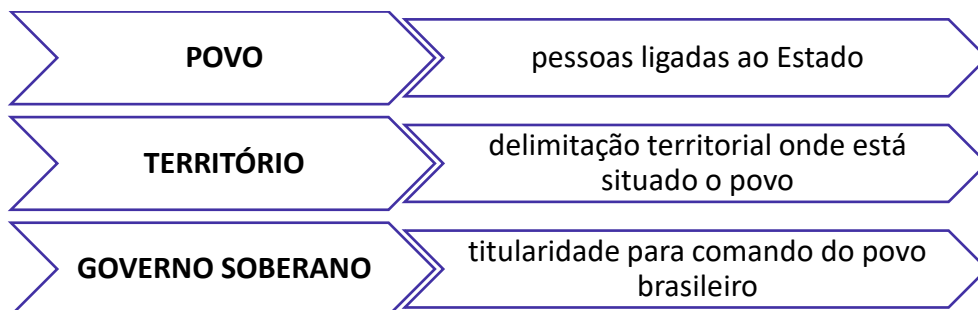 POVO
pessoas ligadas ao Estado
TERRITÓRIO
delimitação territorial onde está
situado o povo
GOVERNO SOBERANO
titularidade para comando do povo
brasileiro